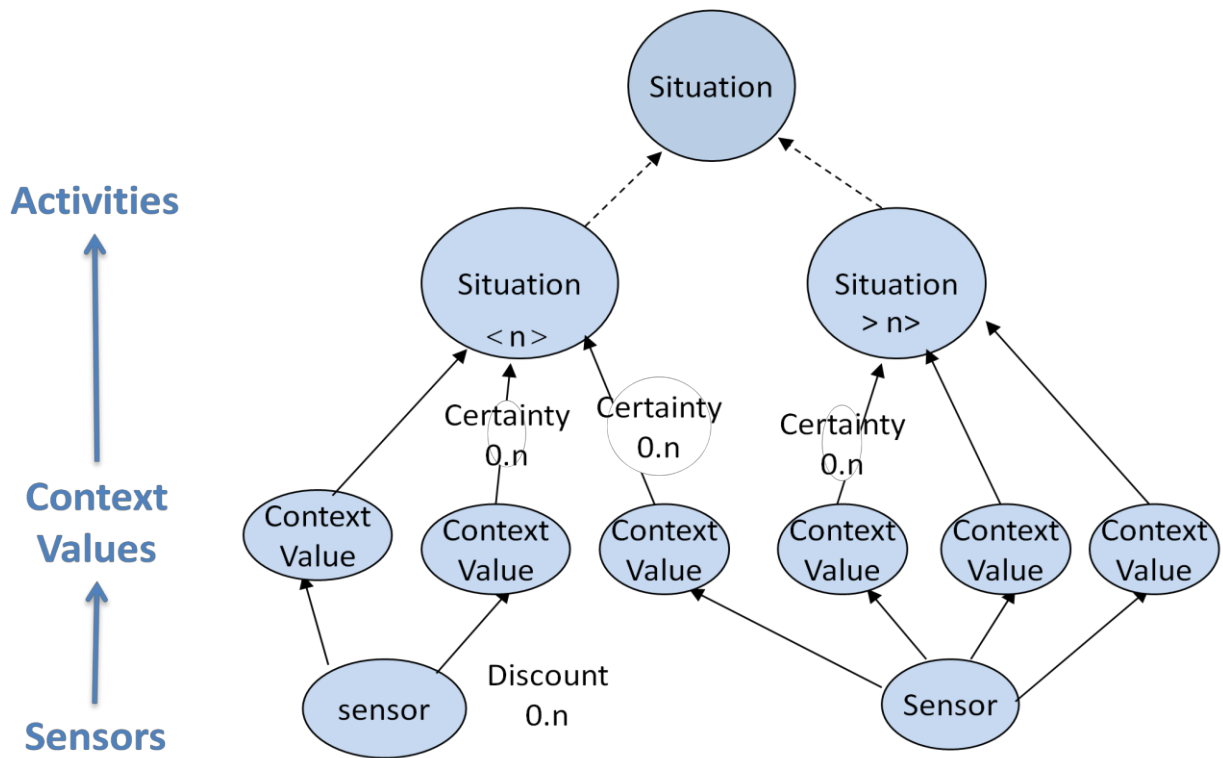 Situation
Activities
Situation
< n >
Situation
> n>
Certainty
0.n
Certainty
0.n
Certainty
0.n
Context
Values
Context
Value
Context
Value
Context
Value
Context
Value
Context
Value
Context
Value
Discount
0.n
sensor
Sensor
Sensors